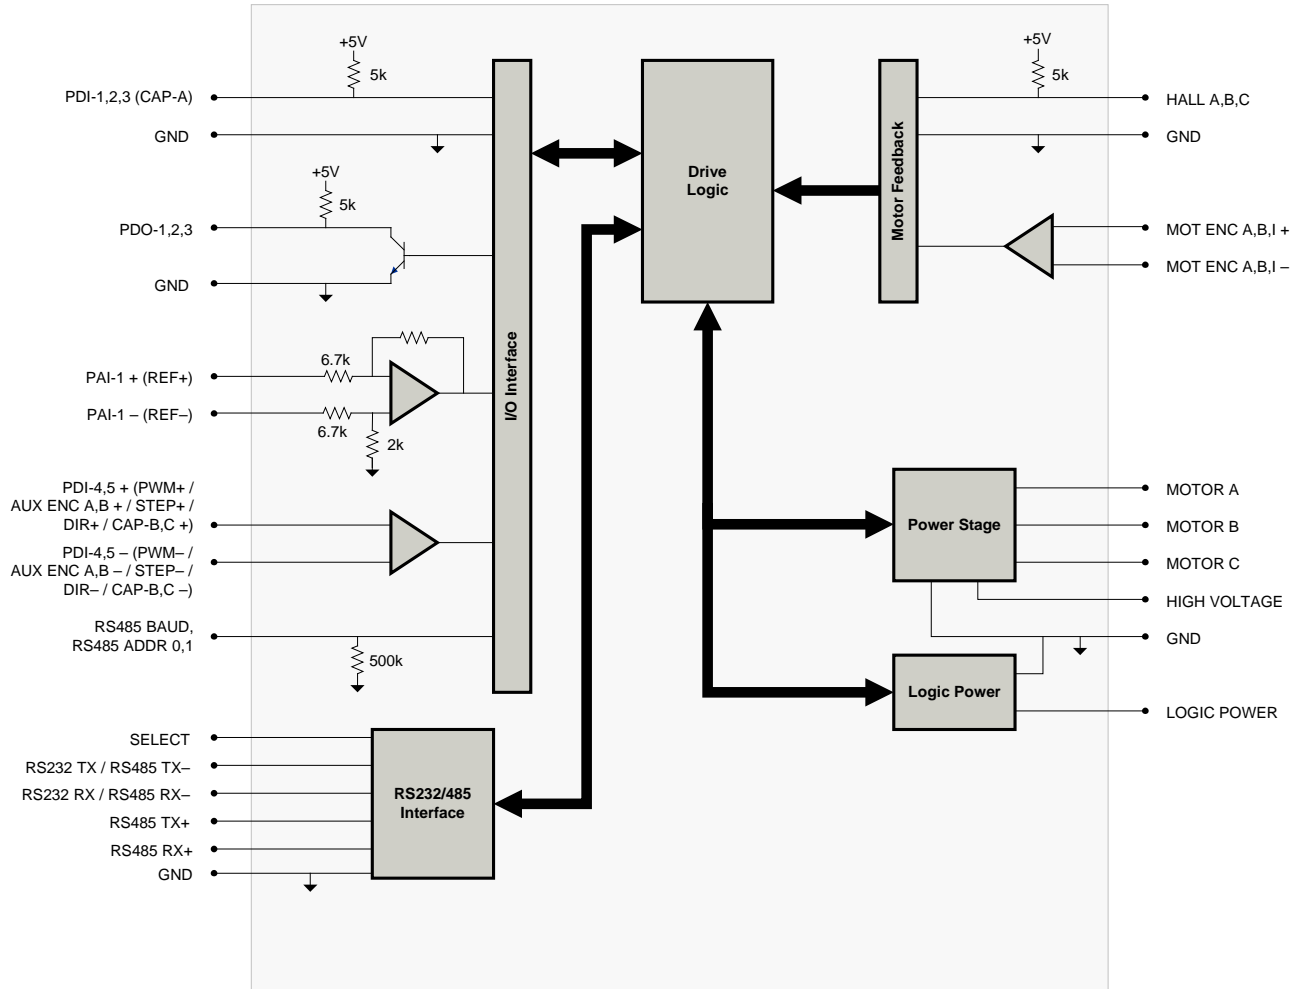 +5V
5k
PDI-1,2,3 (CAP-A)
GND
+5V
5k
PDO-1,2,3
GND
6.7k
PAI-1 + (REF+)
PAI-1 – (REF–)
6.7k
2k
PDI-4,5 + (PWM+ /
AUX ENC A,B + / STEP+ /
DIR+ / CAP-B,C +)
PDI-4,5 – (PWM– /
AUX ENC A,B – / STEP– /
DIR– / CAP-B,C –)
RS485 BAUD,
RS485 ADDR 0,1
500k
I/O Interface
SELECT
RS232 TX / RS485 TX–
RS232 RX / RS485 RX–
RS485 TX+
RS485 RX+
GND
RS232/485
Interface
Drive
Logic
Motor Feedback
+5V
5k
HALL A,B,C
GND
MOT ENC A,B,I +
MOT ENC A,B,I –
Power Stage
MOTOR A
MOTOR B
MOTOR C
HIGH VOLTAGE
GND
Logic Power
LOGIC POWER